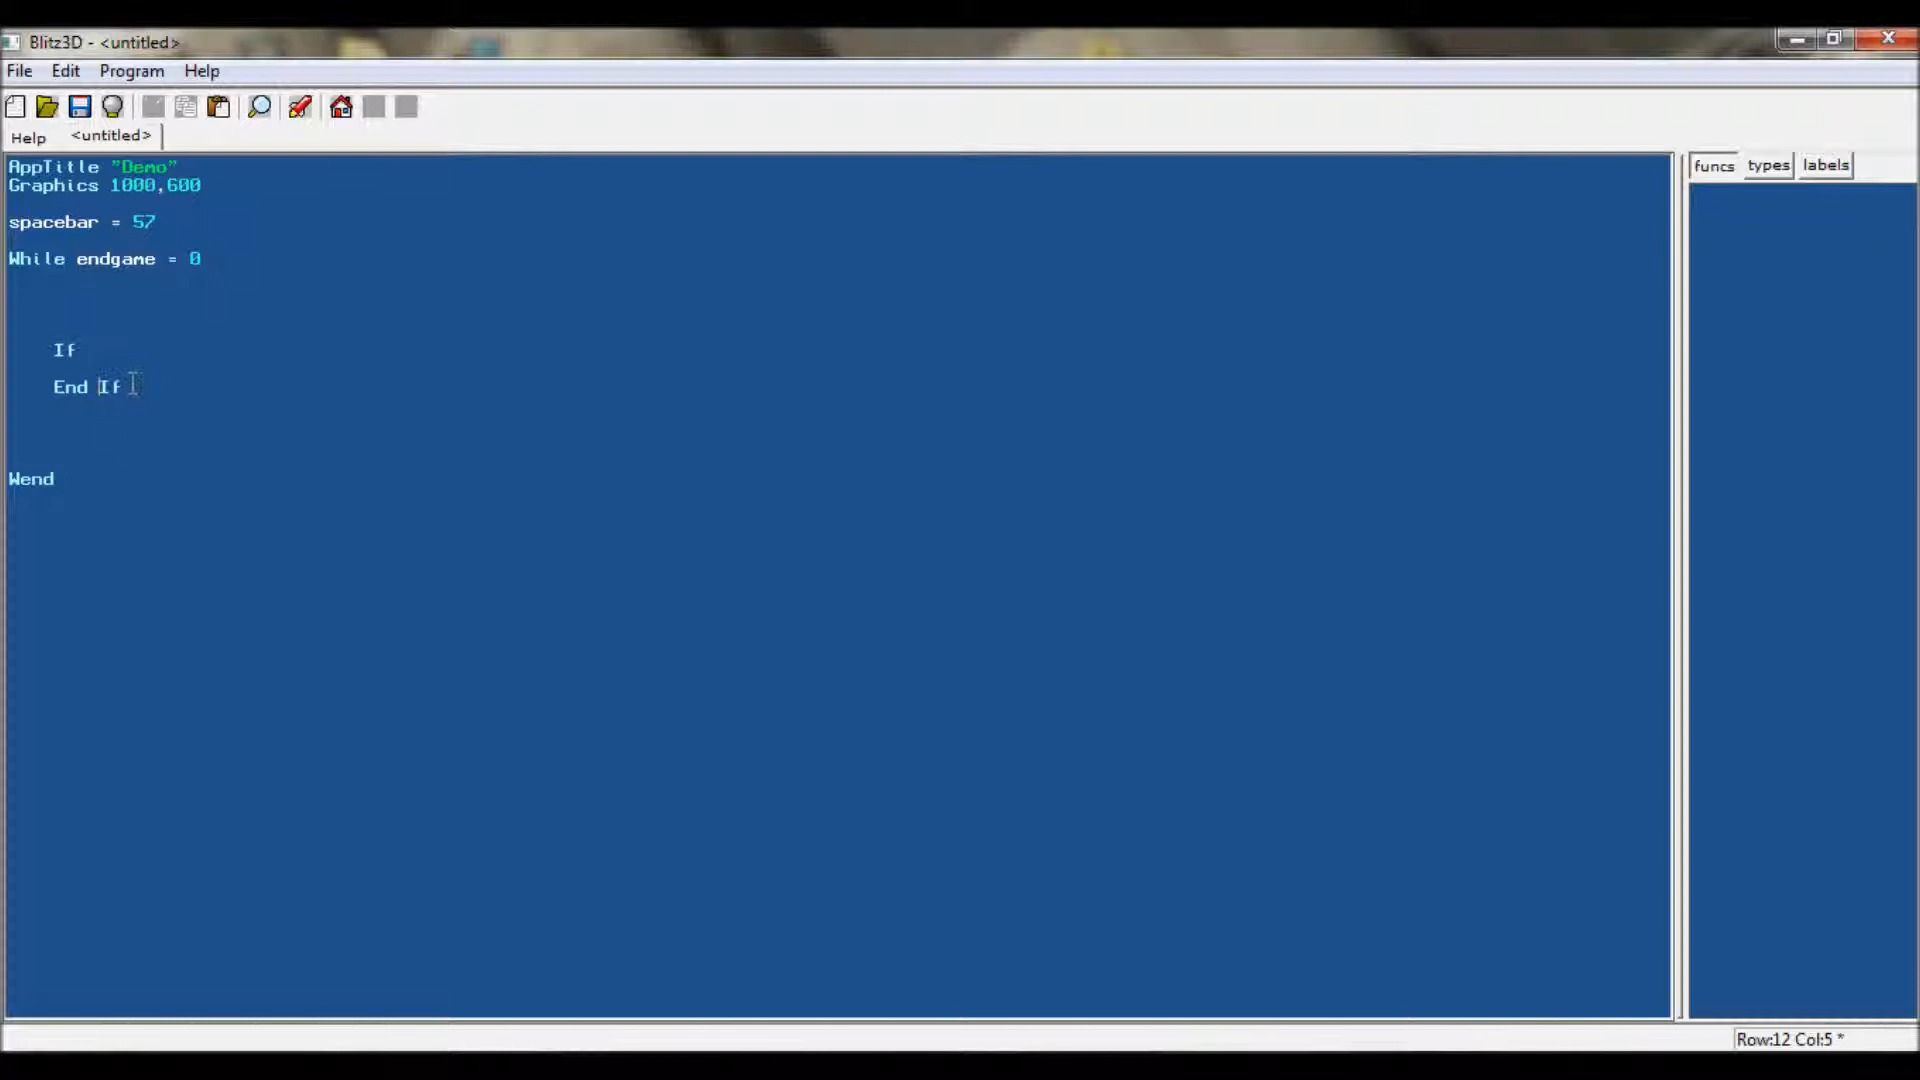 Blitz3D - <untitled>
File Edit Program Help
Help <untitled>
AppTitle "Demo"
Graphics 1000,600
spacebar = 57
While endgame = 0
If
End If
Wend
funcs types labels
Row:12 Col:5 *